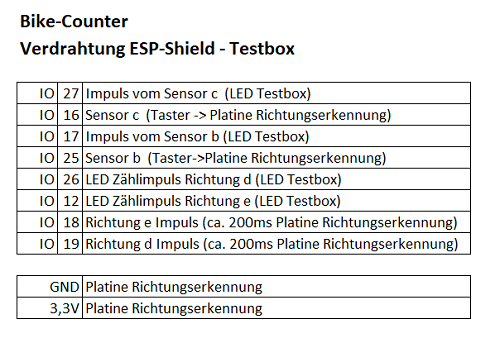 Bike-Counter
Verdrahtung ESP-Shield - Testbox
IO 27 Impuls vom Sensor c (LED Testbox)
IO 16 Sensor c (Taster -> Platine Richtungserkennung)
IO 17 Impuls vom Sensor b (LED Testbox)
IO 25 Sensor b (Taster->Platine Richtungserkennung)
IO 26 LED Zählimpuls Richtung d (LED Testbox)
IO 12 LED Zählimpuls Richtung e (LED Testbox)
IO 18 Richtung e Impuls (ca. 200ms Platine Richtungserkennung)
IO 19 Richtung d Impuls (ca. 200ms Platine Richtungserkennung)
GND Platine Richtungserkennung
3,3V Platine Richtungserkennung